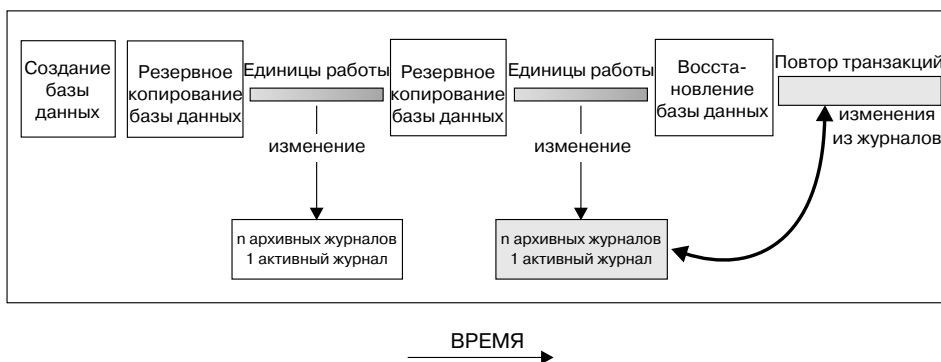 Создание
базы
данных
Резервное
копирование
базы данных
Единицы работы
изменение
n архивных журналов
1 активный журнал
Резервное
копирование
базы данных
Единицы работы
изменение
n архивных журналов
1 активный журнал
Восста-
новление
базы данных
Повтор транзакций
изменения
из журналов
ВРЕМЯ